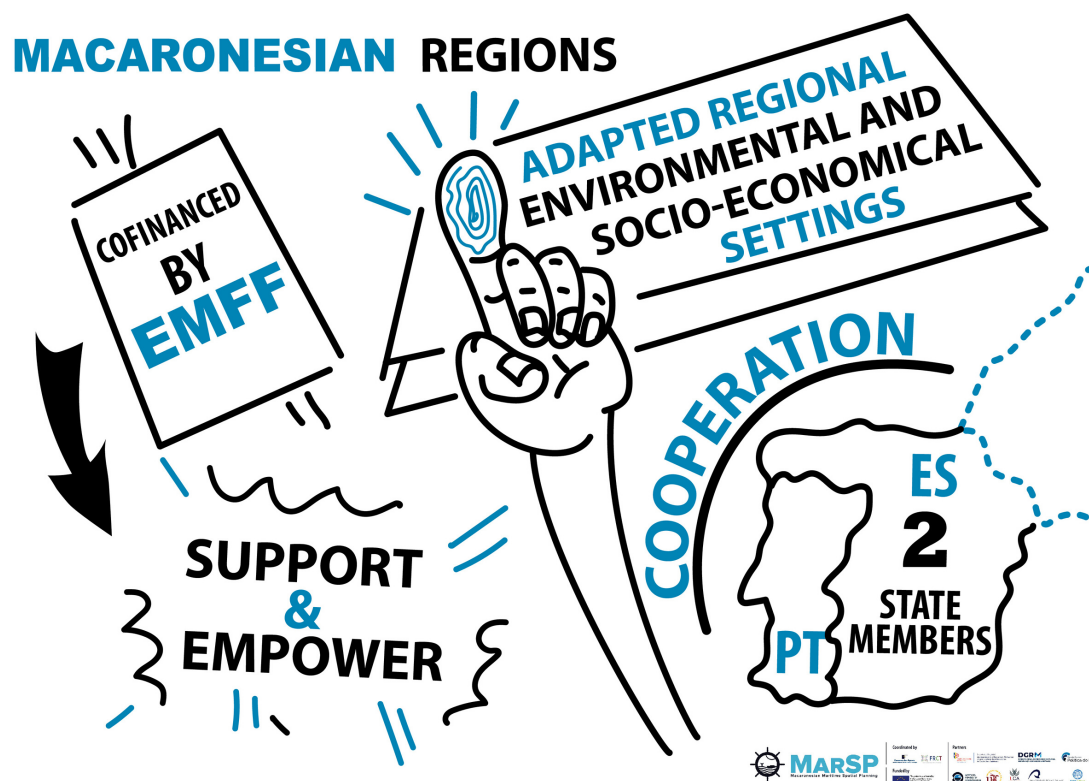 MACARONESIAN REGIONS
COFINANCED
BY
EMFF
ADAPTED REGIONAL
ENVIRONMENTAL AND
SOCIO-ECONOMICAL
SETTINGS
COOPERATION
ES
2
STATE
MEMBERS
PT
SUPPORT
&
EMPOWER
MarSP
Macaronesian Maritime Spatial Planning
Coordinated by
FRCT
Funded by
Partners
DGRM